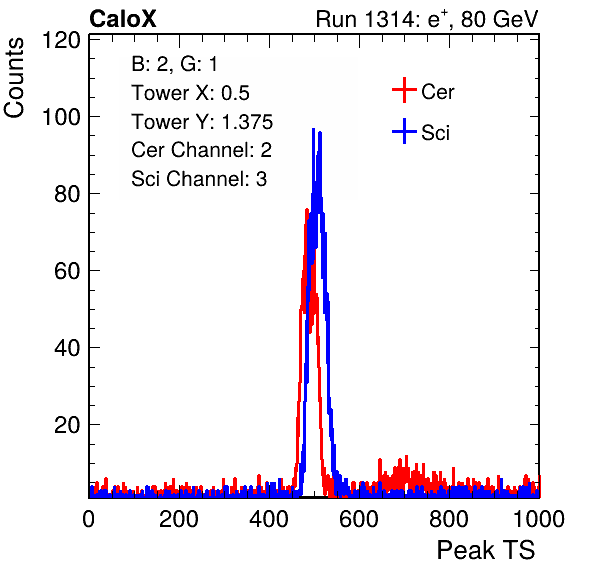 CaloX Run 1314: e⁺, 80 GeV
Counts
B: 2, G: 1
Tower X: 0.5
Tower Y: 1.375
Cer Channel: 2
Sci Channel: 3
Cer
Sci
120
100
80
60
40
20
0 200 400 600 800 1000
Peak TS